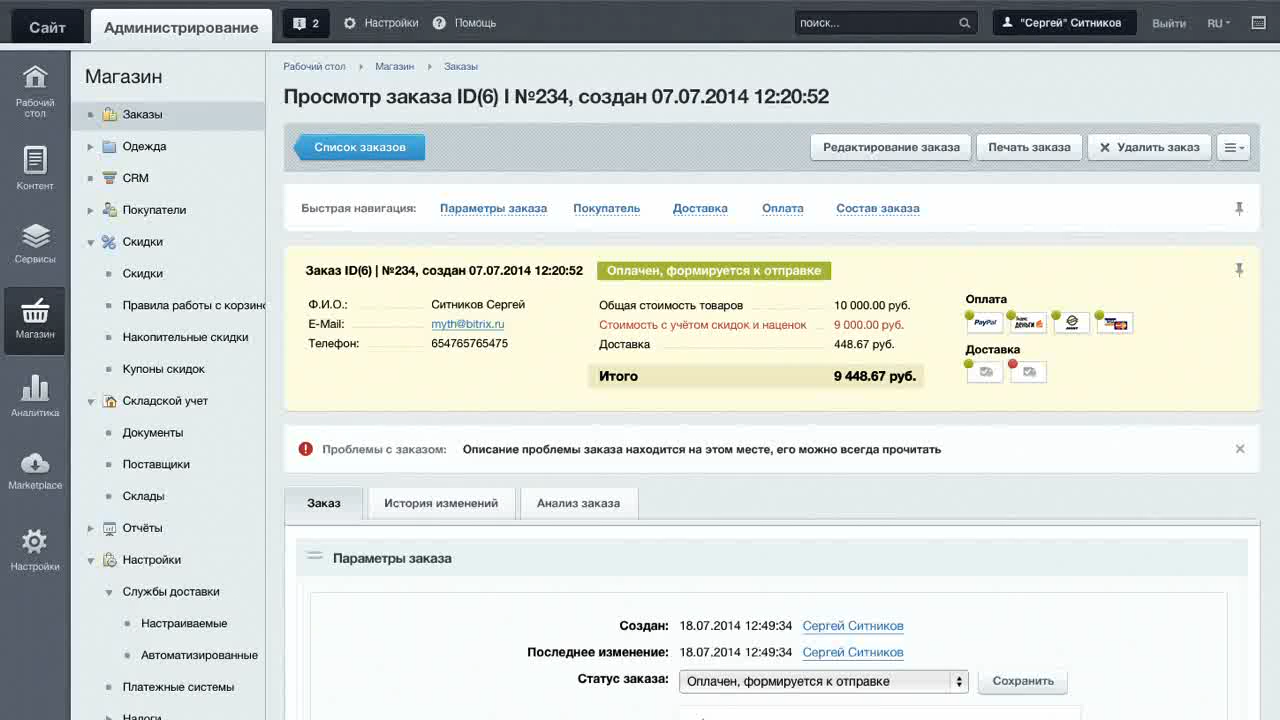 Сайт
Администрирование
2
Настройки
Помощь
поиск...
"Сергей" Ситников
Выйти
RU
Рабочий стол
Контент
Сервисы
Магазин
Аналитика
Marketplace
Настройки
Магазин
Заказы
Одежда
CRM
Покупатели
Скидки
Скидки
Правила работы с корзино
Накопительные скидки
Купоны скидок
Складской учет
Документы
Поставщики
Склады
Отчёты
Настройки
Службы доставки
Настраиваемые
Автоматизированные
Платежные системы
Налоги
Рабочий стол Магазин Заказы
Просмотр заказа ID(6) I №234, создан 07.07.2014 12:20:52
Список заказов
Редактирование заказа
Печать заказа
Удалить заказ
Быстрая навигация: Параметры заказа Покупатель Доставка Оплата Состав заказа
Заказ ID(6) | №234, создан 07.07.2014 12:20:52 Оплачен, формируется к отправке
Ф.И.О.: Ситников Сергей
E-Mail: myth@bitrix.ru
Телефон: 654765765475
Общая стоимость товаров 10 000.00 руб.
Стоимость с учётом скидок и наценок 9 000.00 руб.
Доставка 448.67 руб.
Итого 9 448.67 руб.
Оплата
PayPal
деньги
Доставка
Проблемы с заказом: Описание проблемы заказа находится на этом месте, его можно всегда прочитать
Заказ
История изменений
Анализ заказа
Параметры заказа
Создан: 18.07.2014 12:49:34 Сергей Ситников
Последнее изменение: 18.07.2014 12:49:34 Сергей Ситников
Статус заказа: Оплачен, формируется к отправке Сохранить